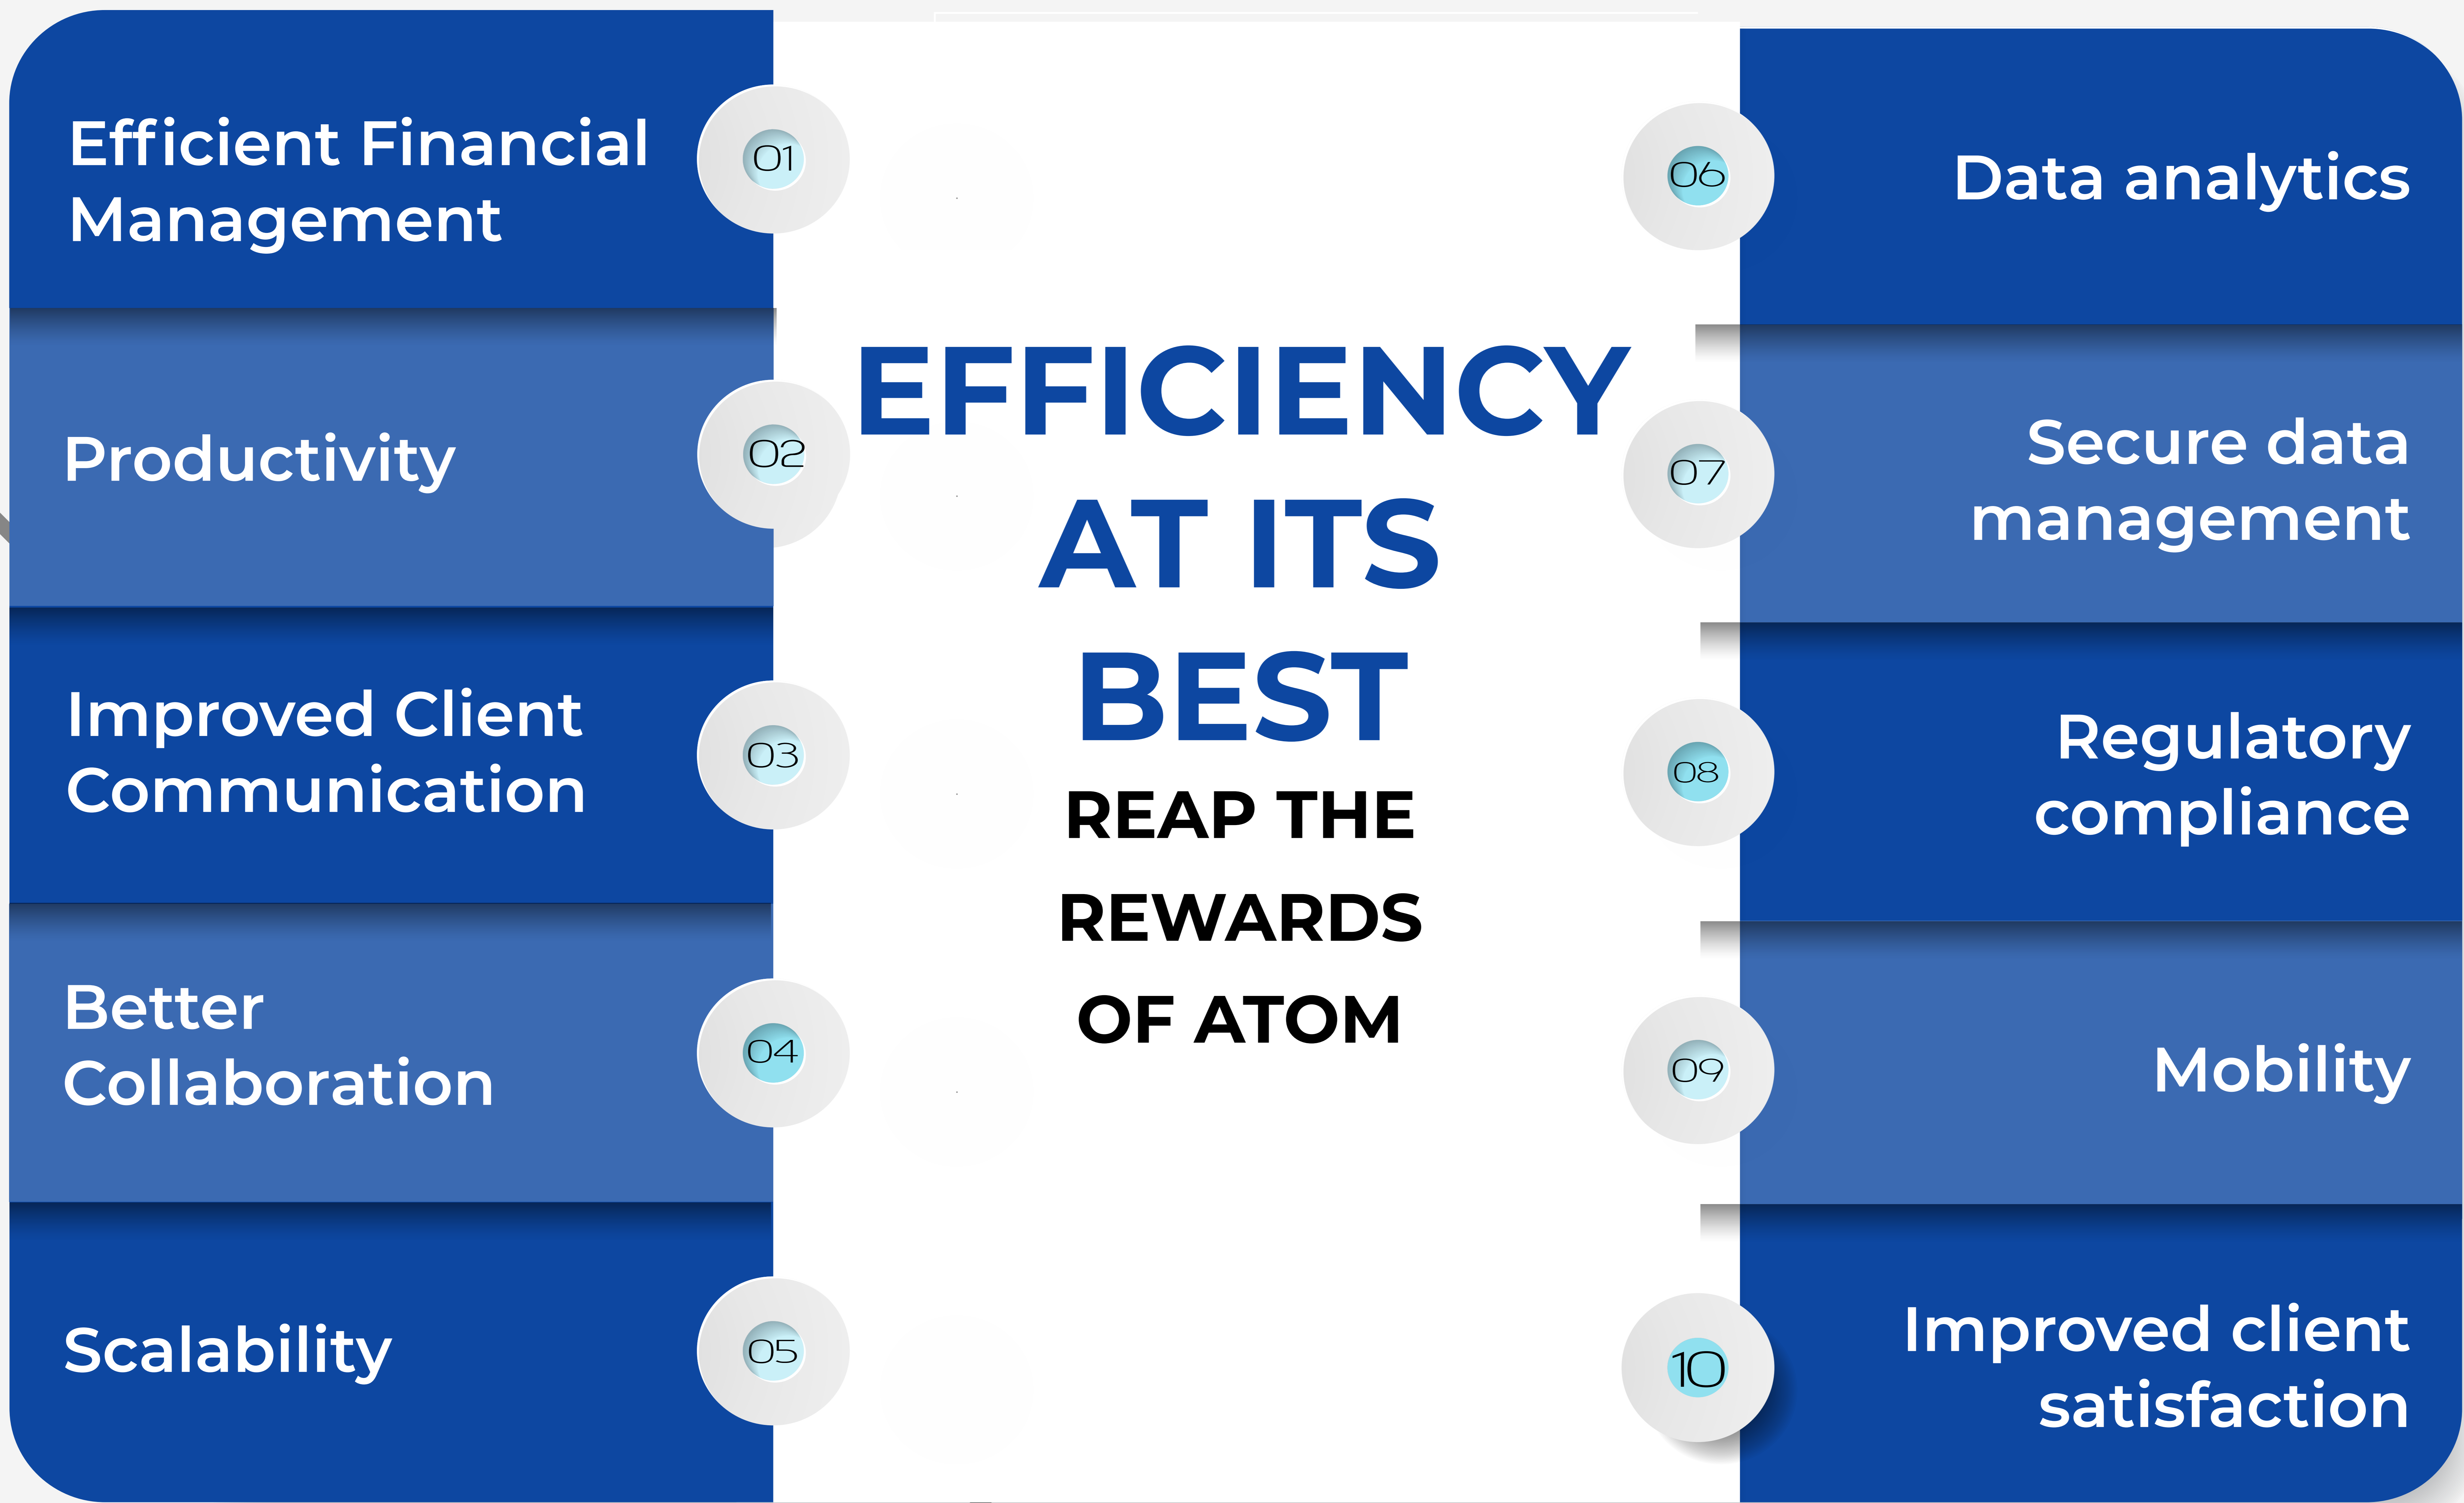 Efficient Financial
Management
01
Productivity
02
Improved Client
Communication
03
Better
Collaboration
04
Scalability
05
EFFICIENCY
AT ITS
BEST
REAP THE
REWARDS
OF ATOM
06
Data analytics
07
Secure data
management
08
Regulatory
compliance
09
Mobility
10
Improved client
satisfaction